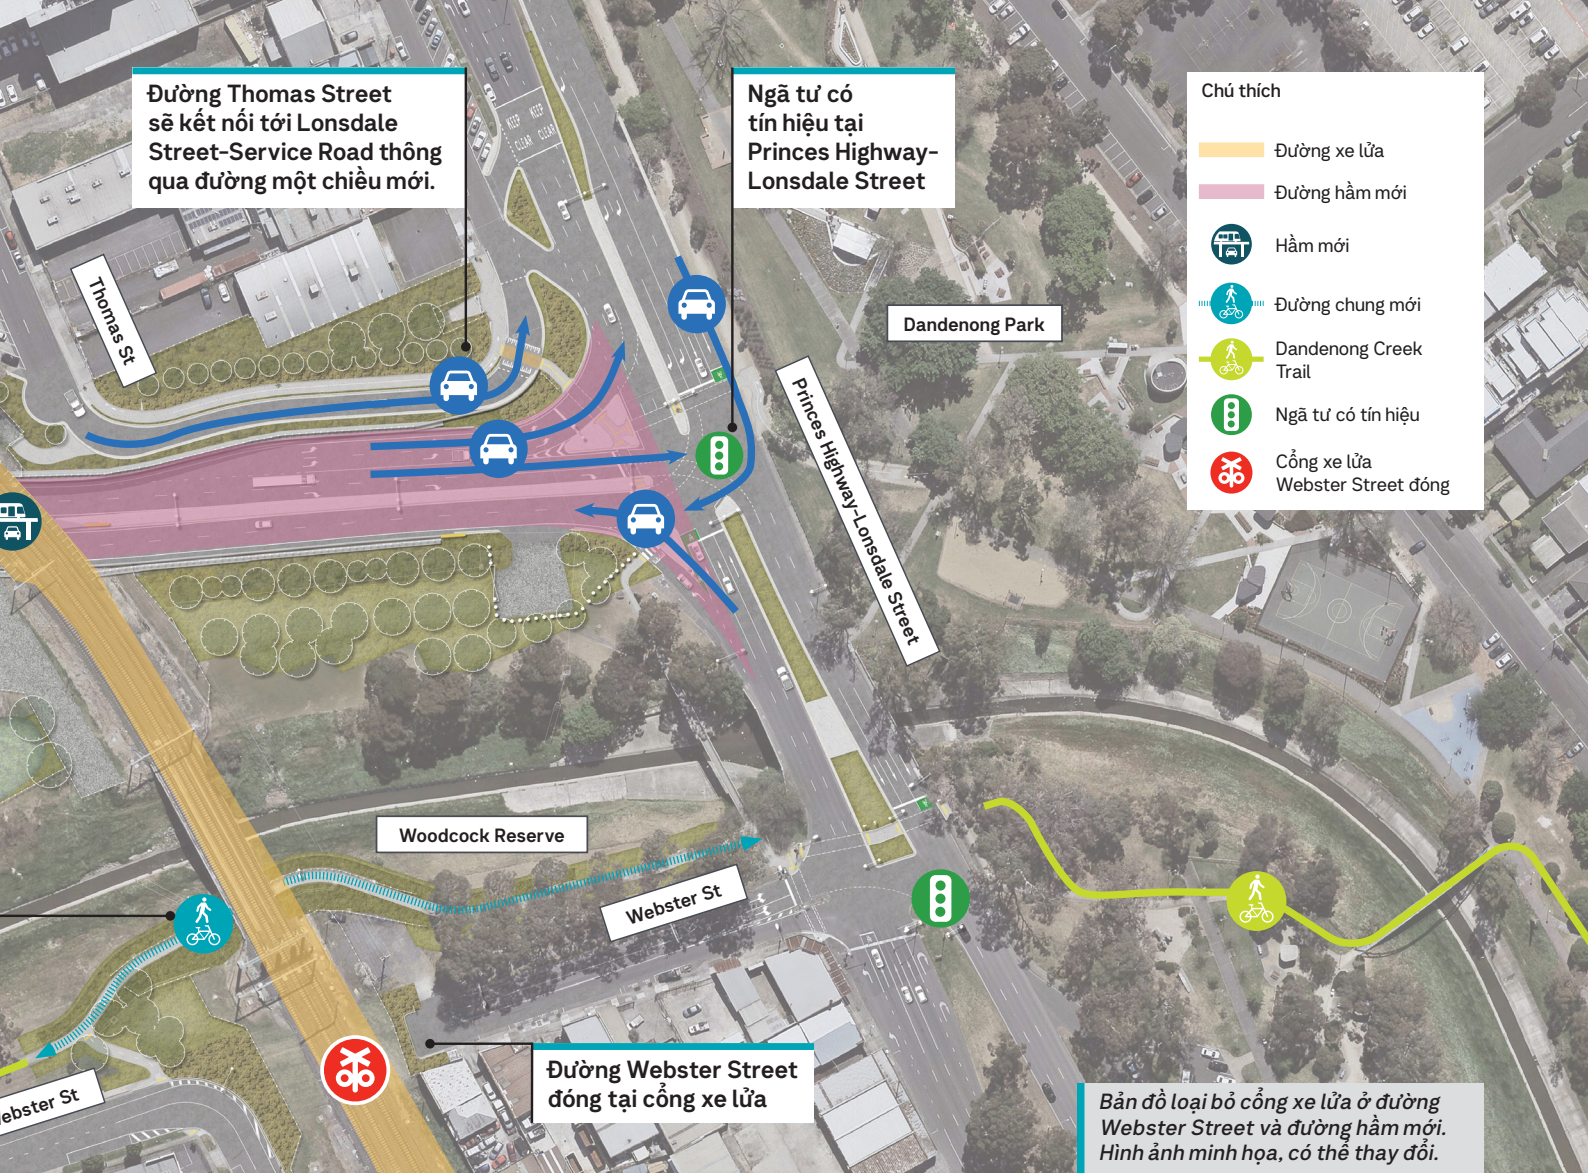 Đường Thomas Street
sẽ kết nối tới Lonsdale
Street-Service Road thông
qua đường một chiều mới.
Ngã tư có
tín hiệu tại
Princes Highway-
Lonsdale Street
Chú thích
Đường xe lửa
Đường hầm mới
Hầm mới
Đường chung mới
Dandenong Creek
Trail
Ngã tư có tín hiệu
Cổng xe lửa
Webster Street đóng
KEEP KEEP
CLEAR CLEAR
Thomas St
Dandenong Park
Princes Highway-Lonsdale Street
Woodcock Reserve
Webster St
ebster St
Đường Webster Street
đóng tại cổng xe lửa
Bản đồ loại bỏ cổng xe lửa ở đường
Webster Street và đường hầm mới.
Hình ảnh minh họa, có thể thay đổi.